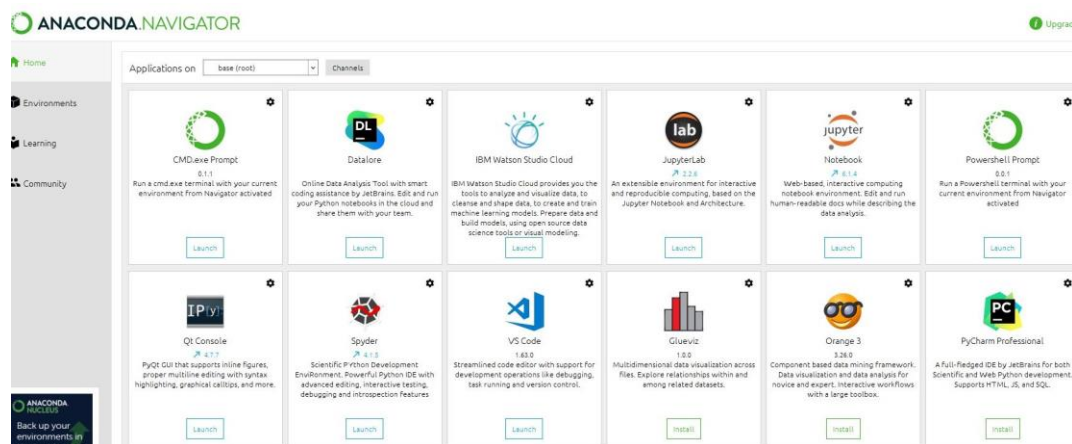 ANACONDA.NAVIGATOR
Upgrad
Home
Environments
Learning
Community
Applications on
base (root)
Channels
CMD.exe Prompt
0.1.1
Run a cmd.exe terminal with your current
environment from Navigator activated
Launch
DL
Datalore
Online Data Analysis Tool with smart
coding assistance by JetBrains. Edit and run
your Python notebooks in the cloud and
share them with your team.
Launch
IBM Watson Studio Cloud
IBM Watson Studio Cloud provides you the
tools to analyze and visualize data, to
cleanse and shape data, to create and train
machine learning models. Prepare data and
build models, using open source data
science tools or visual modeling.
Launch
lab
JupyterLab
2.2.6
An extensible environment for interactive
and reproducible computing, based on the
Jupyter Notebook and Architecture.
Launch
jupyter
Notebook
6.1.4
Web-based, interactive computing
notebook environment. Edit and run
human-readable docs while describing the
data analysis.
Launch
Powershell Prompt
0.0.1
Run a Powershell terminal with your
current environment from Navigator
activated
Launch
IP[y]:
Qt Console
4.7.7
PyQt GUI that supports inline figures,
proper multiline editing with syntax
highlighting, graphical calltips, and more.
Launch
Spyder
4.1.5
Scientific PYthon Development
EnviRonment. Powerful Python IDE with
advanced editing, interactive testing,
debugging and introspection features
Launch
VS Code
1.63.0
Streamlined code editor with support for
development operations like debugging,
task running and version control.
Launch
Glueviz
1.0.0
Multidimensional data visualization across
files. Explore relationships within and
among related datasets.
Install
Orange 3
3.26.0
Component based data mining framework.
Data visualization and data analysis for
novice and expert. Interactive workflows
with a large toolbox.
Install
PC
PyCharm Professional
A full-fledged IDE by JetBrains for both
Scientific and Web Python development.
Supports HTML, JS, and SQL.
Install
ANACONDA
NUCLEUS
Back up your
environments in